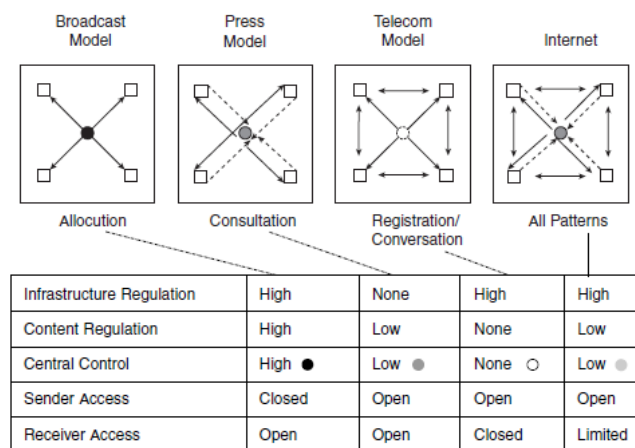 Broadcast Model Press Model Telecom Model Internet
Allocution Consultation Registration/ Conversation All Patterns
Infrastructure Regulation High None High High
Content Regulation High Low None Low
Central Control High Low None Low
Sender Access Closed Open Open Open
Receiver Access Open Open Closed Limited